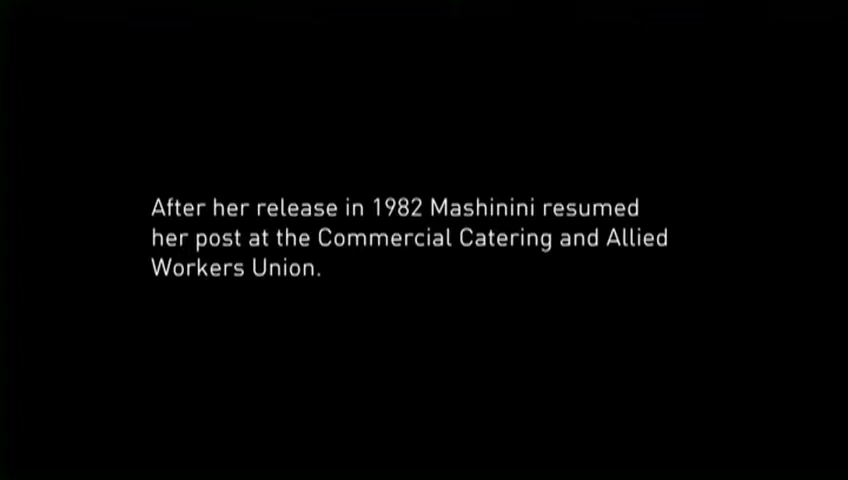 After her release in 1982 Mashinini resumed
her post at the Commercial Catering and Allied
Workers Union.